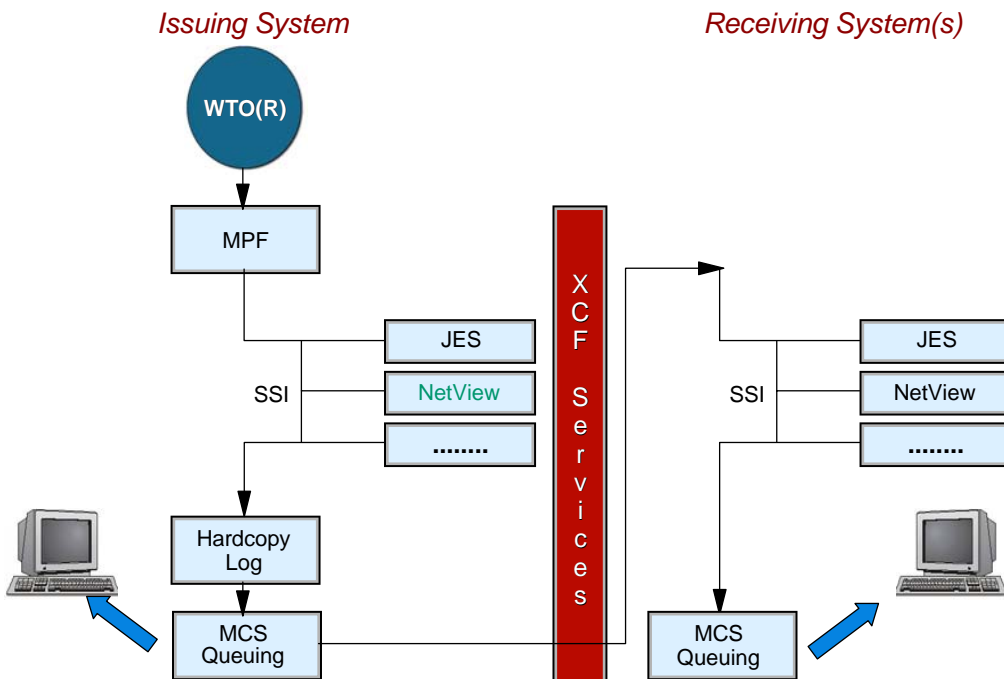 Issuing System
Receiving System(s)
WTO(R)
MPF
JES
SSI
NetView
........
Hardcopy
Log
MCS
Queuing
XCF Services
JES
SSI
NetView
........
MCS
Queuing